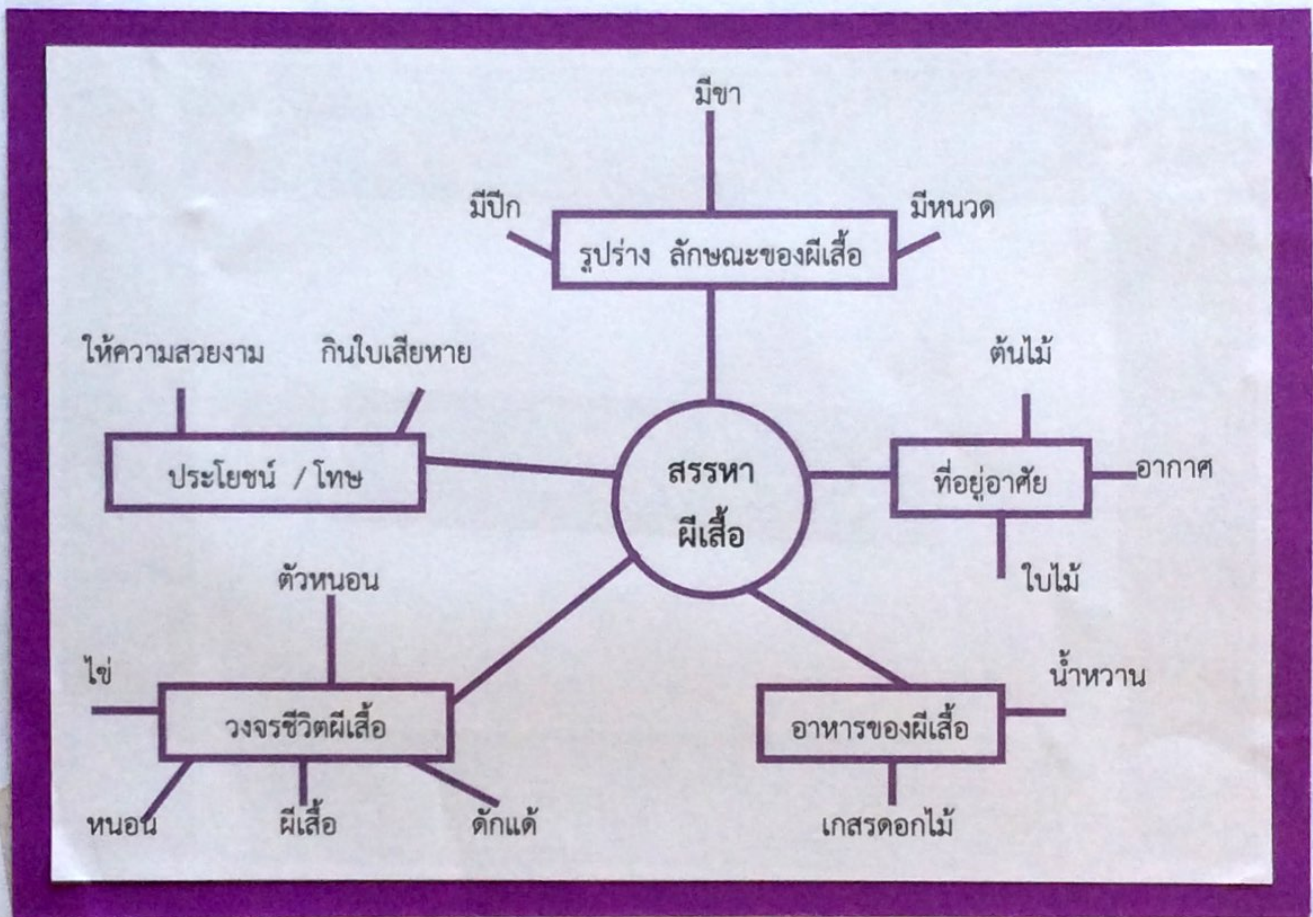 มีขา
มีปีก
มีหนวด
รูปร่าง ลักษณะของผีเสื้อ
ให้ความสวยงาม
กินใบเสียหาย
ต้นไม้
ประโยชน์ / โทษ
สรรหา
ผีเสื้อ
ที่อยู่อาศัย
อากาศ
ใบไม้
ตัวหนอน
ไข่
วงจรชีวิตผีเสื้อ
หนอน
ผีเสื้อ
ดักแด้
น้ำหวาน
อาหารของผีเสื้อ
เกสรดอกไม้